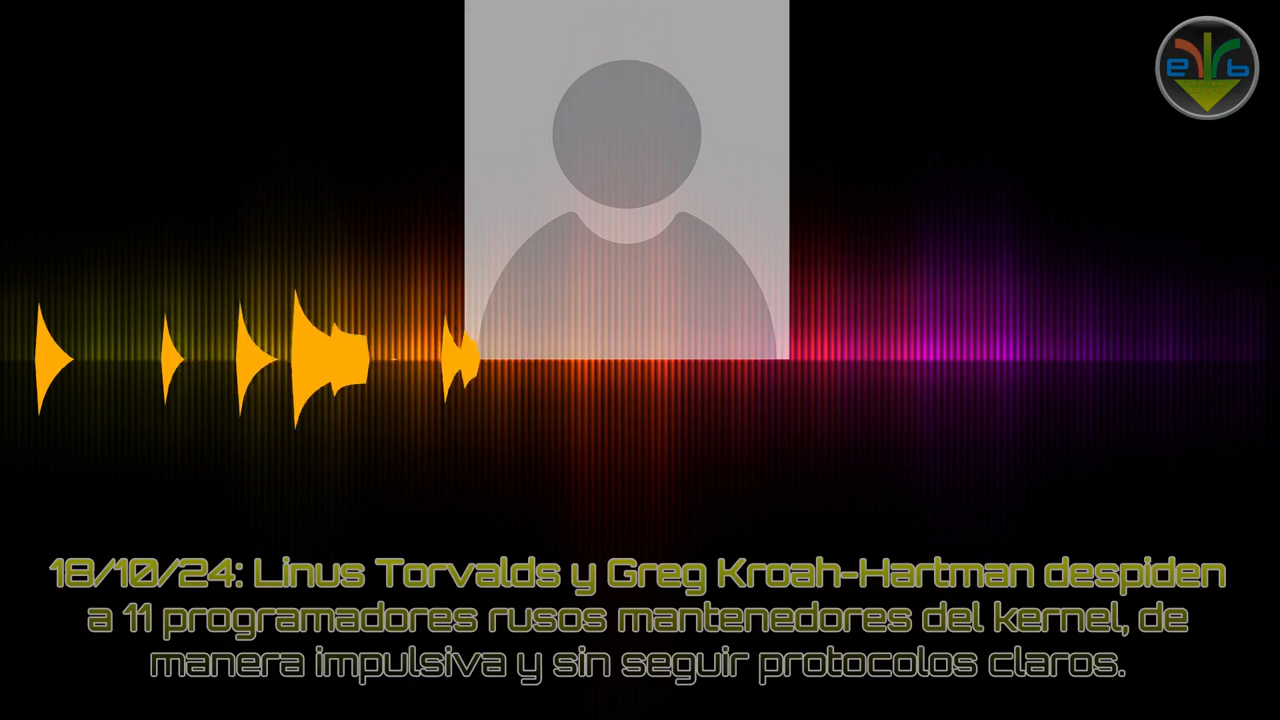 e b
18/10/24: Linus Torvalds y Greg Kroah-Hartman despiden
a 11 programadores rusos mantenedores del kernel, de
manera impulsiva y sin seguir protocolos claros.